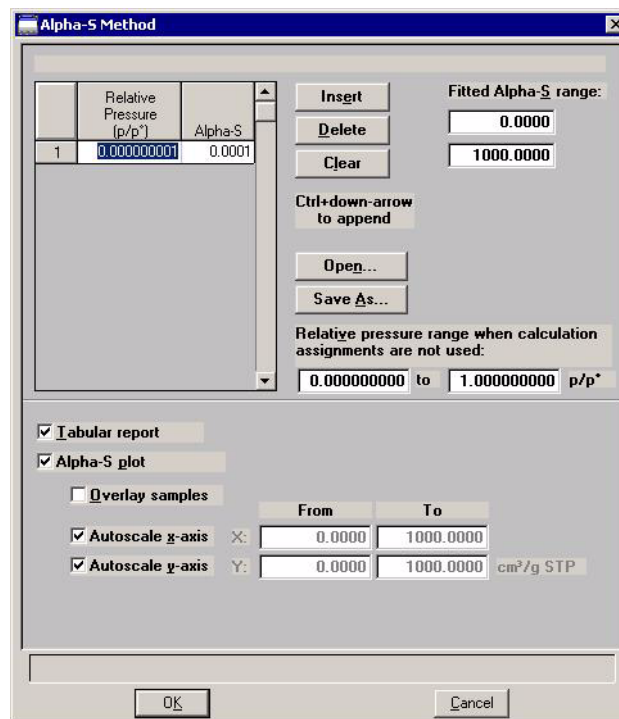 Alpha-S Method
Relative
Pressure
(p/p°)
Alpha-S
1
0.000000001
0.0001
Insert
Delete
Clear
Ctrl+down-arrow
to append
Open...
Save As...
Fitted Alpha-S range:
0.0000
1000.0000
Relative pressure range when calculation
assignments are not used:
0.000000000 to 1.000000000 p/p°
Tabular report
Alpha-S plot
Overlay samples
From To
Autoscale x-axis X: 0.0000 1000.0000
Autoscale y-axis Y: 0.0000 1000.0000 cm³/g STP
OK Cancel